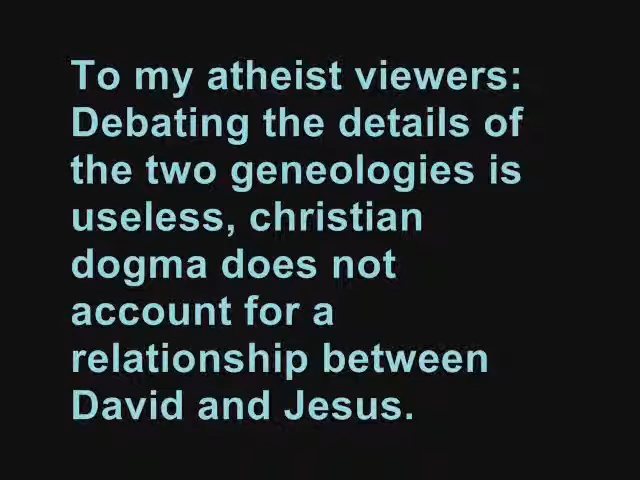 To my atheist viewers:
Debating the details of
the two geneologies is
useless, christian
dogma does not
account for a
relationship between
David and Jesus.